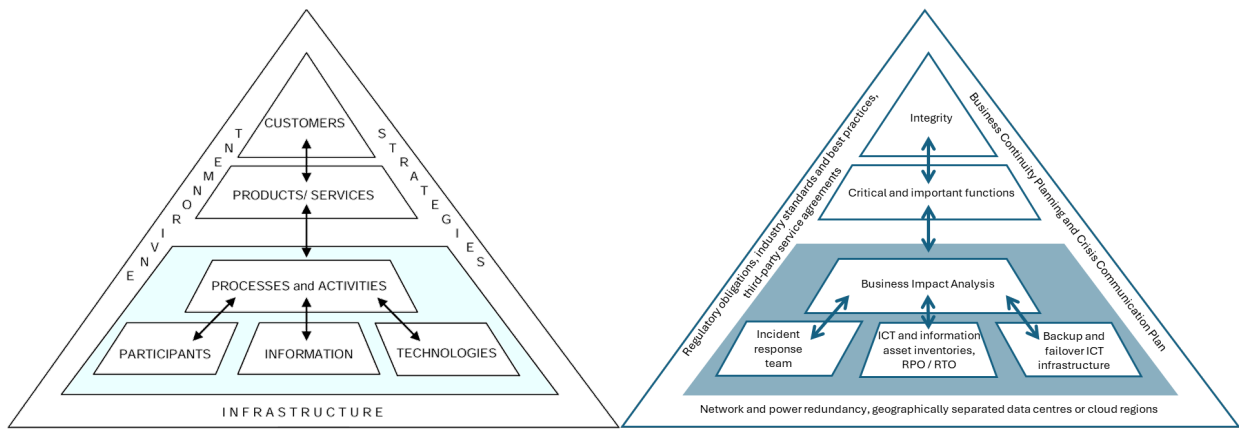 CUSTOMERS
PRODUCTS/ SERVICES
PROCESSES and ACTIVITIES
PARTICIPANTS
INFORMATION
TECHNOLOGIES
ENVIRONMENT
STRATEGIES
INFRASTRUCTURE
Integrity
Critical and important functions
Business Impact Analysis
Incident
response
team
ICT and information
asset inventories,
RPO / RTO
Backup and
failover ICT
infrastructure
Regulatory obligations, industry standards and best practices,
third-party service agreements
Business Continuity Planning and Crisis Communication Plan
Network and power redundancy, geographically separated data centres or cloud regions